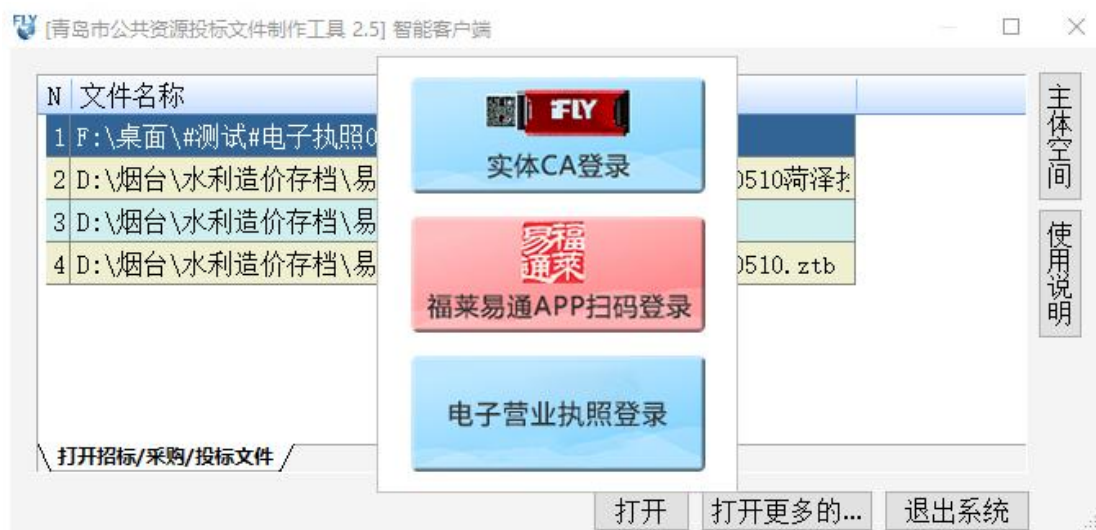 FLY [青岛市公共资源投标文件制作工具 2.5] 智能客户端
N 文件名称
1 F:\桌面\#测试#电子执照0
2 D:\烟台\水利造价存档\易 0510菏泽
3 D:\烟台\水利造价存档\易
4 D:\烟台\水利造价存档\易 0510.ztb
FLY
实体CA登录
易福
通莱
福莱易通APP扫码登录
电子营业执照登录
主体空间
使用说明
打开招标/采购/投标文件
打开 打开更多的... 退出系统